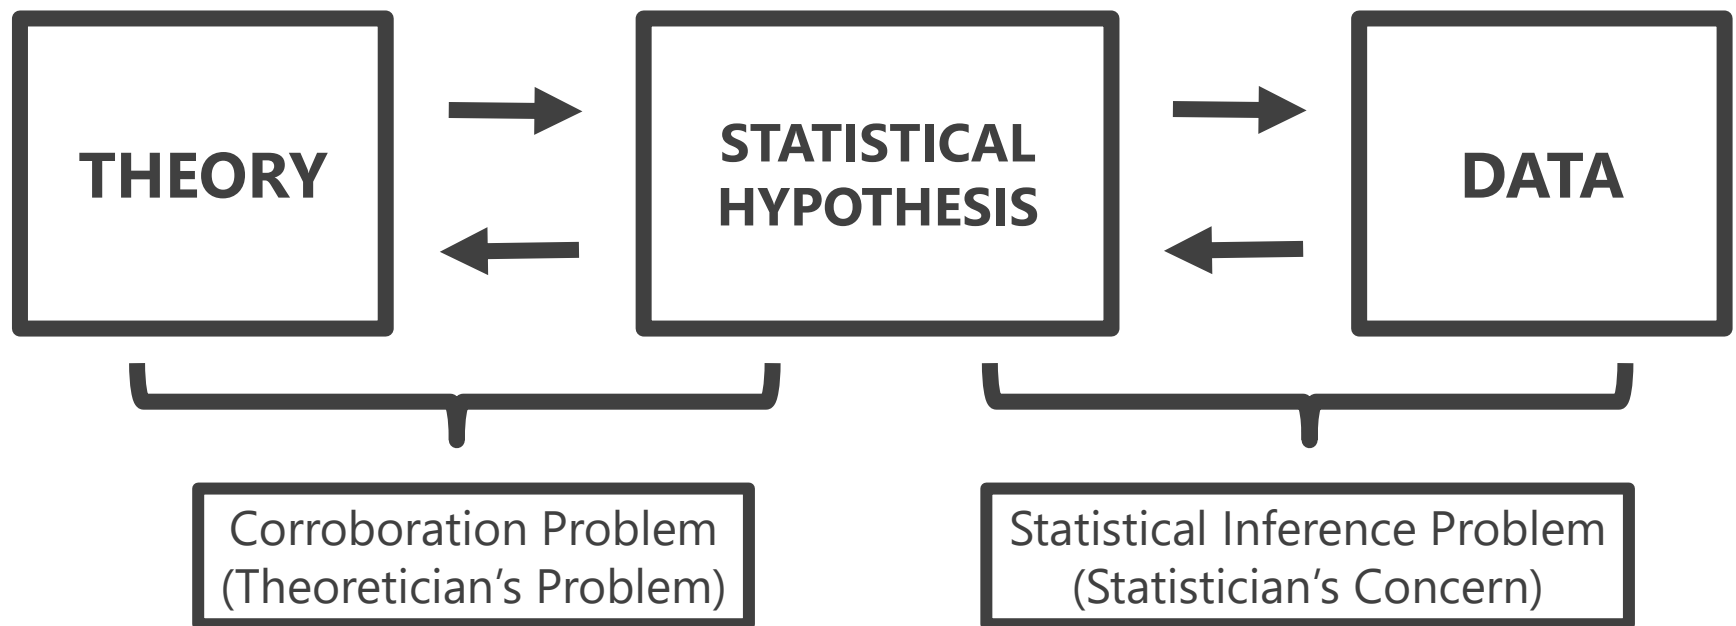 THEORY
STATISTICAL
HYPOTHESIS
DATA
Corroboration Problem
(Theoretician’s Problem)
Statistical Inference Problem
(Statistician’s Concern)